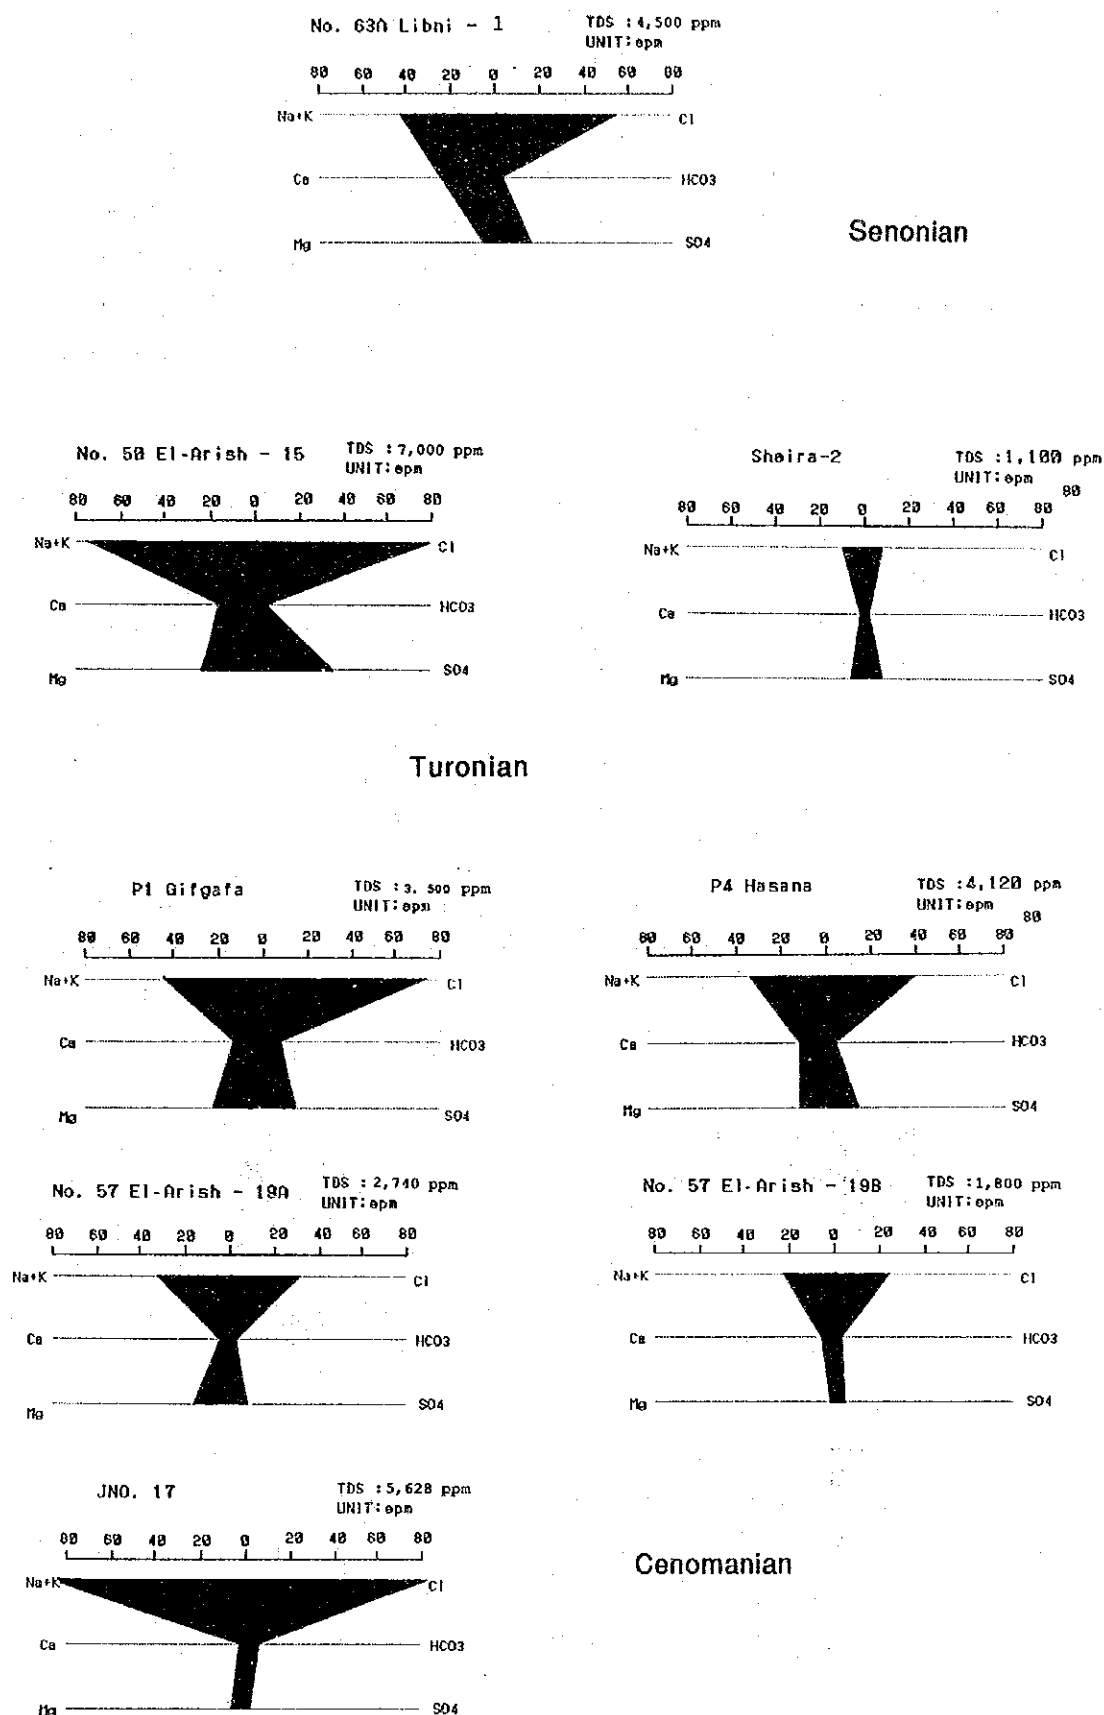 No. 63A Libni - 1 TDS : 4,500 ppm
UNIT: epm
80 60 40 20 0 20 40 60 80
Na+K Cl
Ca HCO3
Mg SO4
Senonian
No. 50 El-Arish - 15 TDS : 7,000 ppm
UNIT: epm
80 60 40 20 0 20 40 60 80
Na+K Cl
Ca HCO3
Mg SO4
Sheira-2 TDS : 1,100 ppm
UNIT: epm
80
80 60 40 20 0 20 40 60 80
Na+K Cl
Ca HCO3
Mg SO4
Turonian
P1 Gifgafa TDS : 3,500 ppm
UNIT: epm
80 60 40 20 0 20 40 60 80
Na+K Cl
Ca HCO3
Mg SO4
P4 Hasana TDS : 4,120 ppm
UNIT: epm
80
80 60 40 20 0 20 40 60 80
Na+K Cl
Ca HCO3
Mg SO4
No. 57 El-Arish - 19A TDS : 2,740 ppm
UNIT: epm
80 60 40 20 0 20 40 60 80
Na+K Cl
Ca HCO3
Mg SO4
No. 57 El-Arish - 19B TDS : 1,800 ppm
UNIT: epm
80 60 40 20 0 20 40 60 80
Na+K Cl
Ca HCO3
Mg SO4
JNO. 17 TDS : 5,628 ppm
UNIT: epm
80 60 40 20 0 20 40 60 80
Na+K Cl
Ca HCO3
Mg SO4
Cenomanian